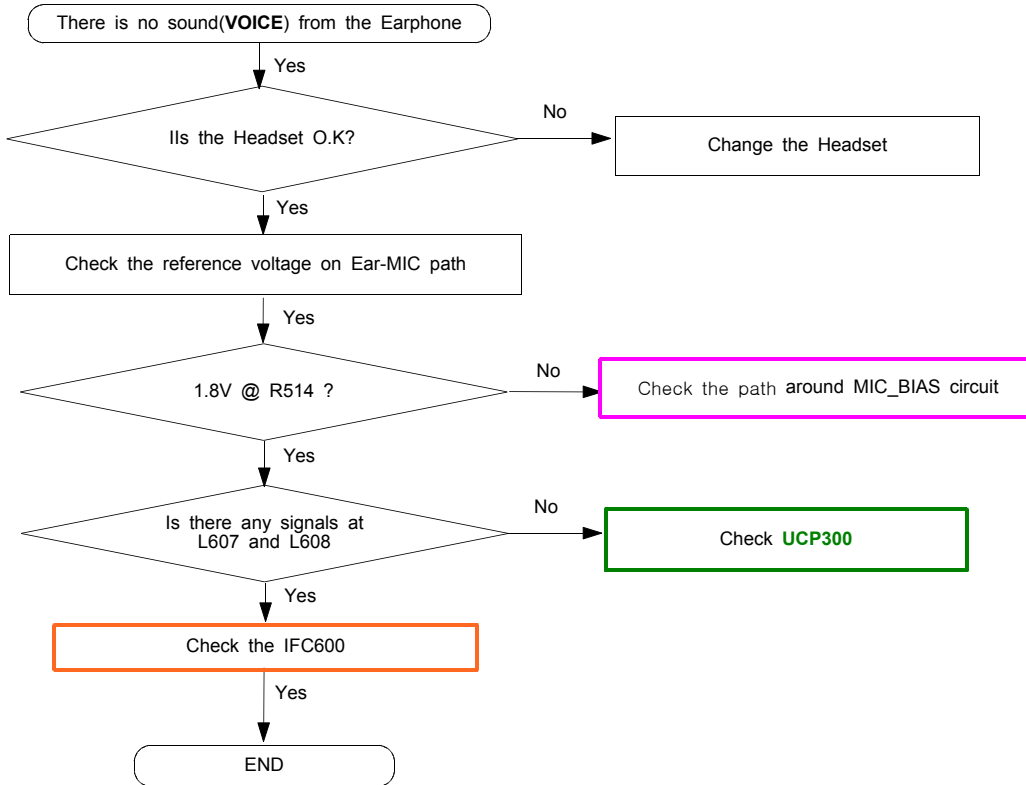 There is no sound(VOICE) from the Earphone
Yes
IIs the Headset O.K?
No
Change the Headset
Yes
Check the reference voltage on Ear-MIC path
Yes
1.8V @ R514 ?
No
Check the path around MIC_BIAS circuit
Yes
Is there any signals at
L607 and L608
No
Check UCP300
Yes
Check the IFC600
Yes
END